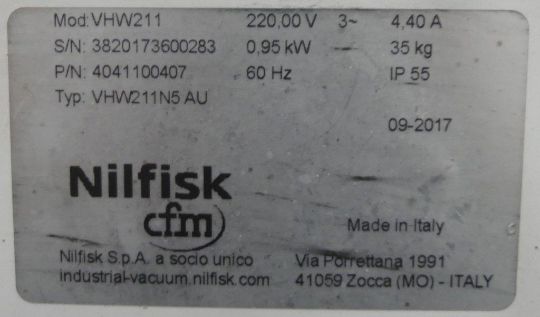 Mod: VHW211 220,00 V 3~ 4,40 A
S/N: 3820173600283 0,95 kW 35 kg
P/N: 4041100407 60 Hz IP 55
Typ: VHW211N5 AU
09-2017
Nilfisk
cfm
Made in Italy
Nilfisk S.p.A. a socio unico Via Porrettana 1991
industrial-vacuum.nilfisk.com 41059 Zocca (MO) - ITALY